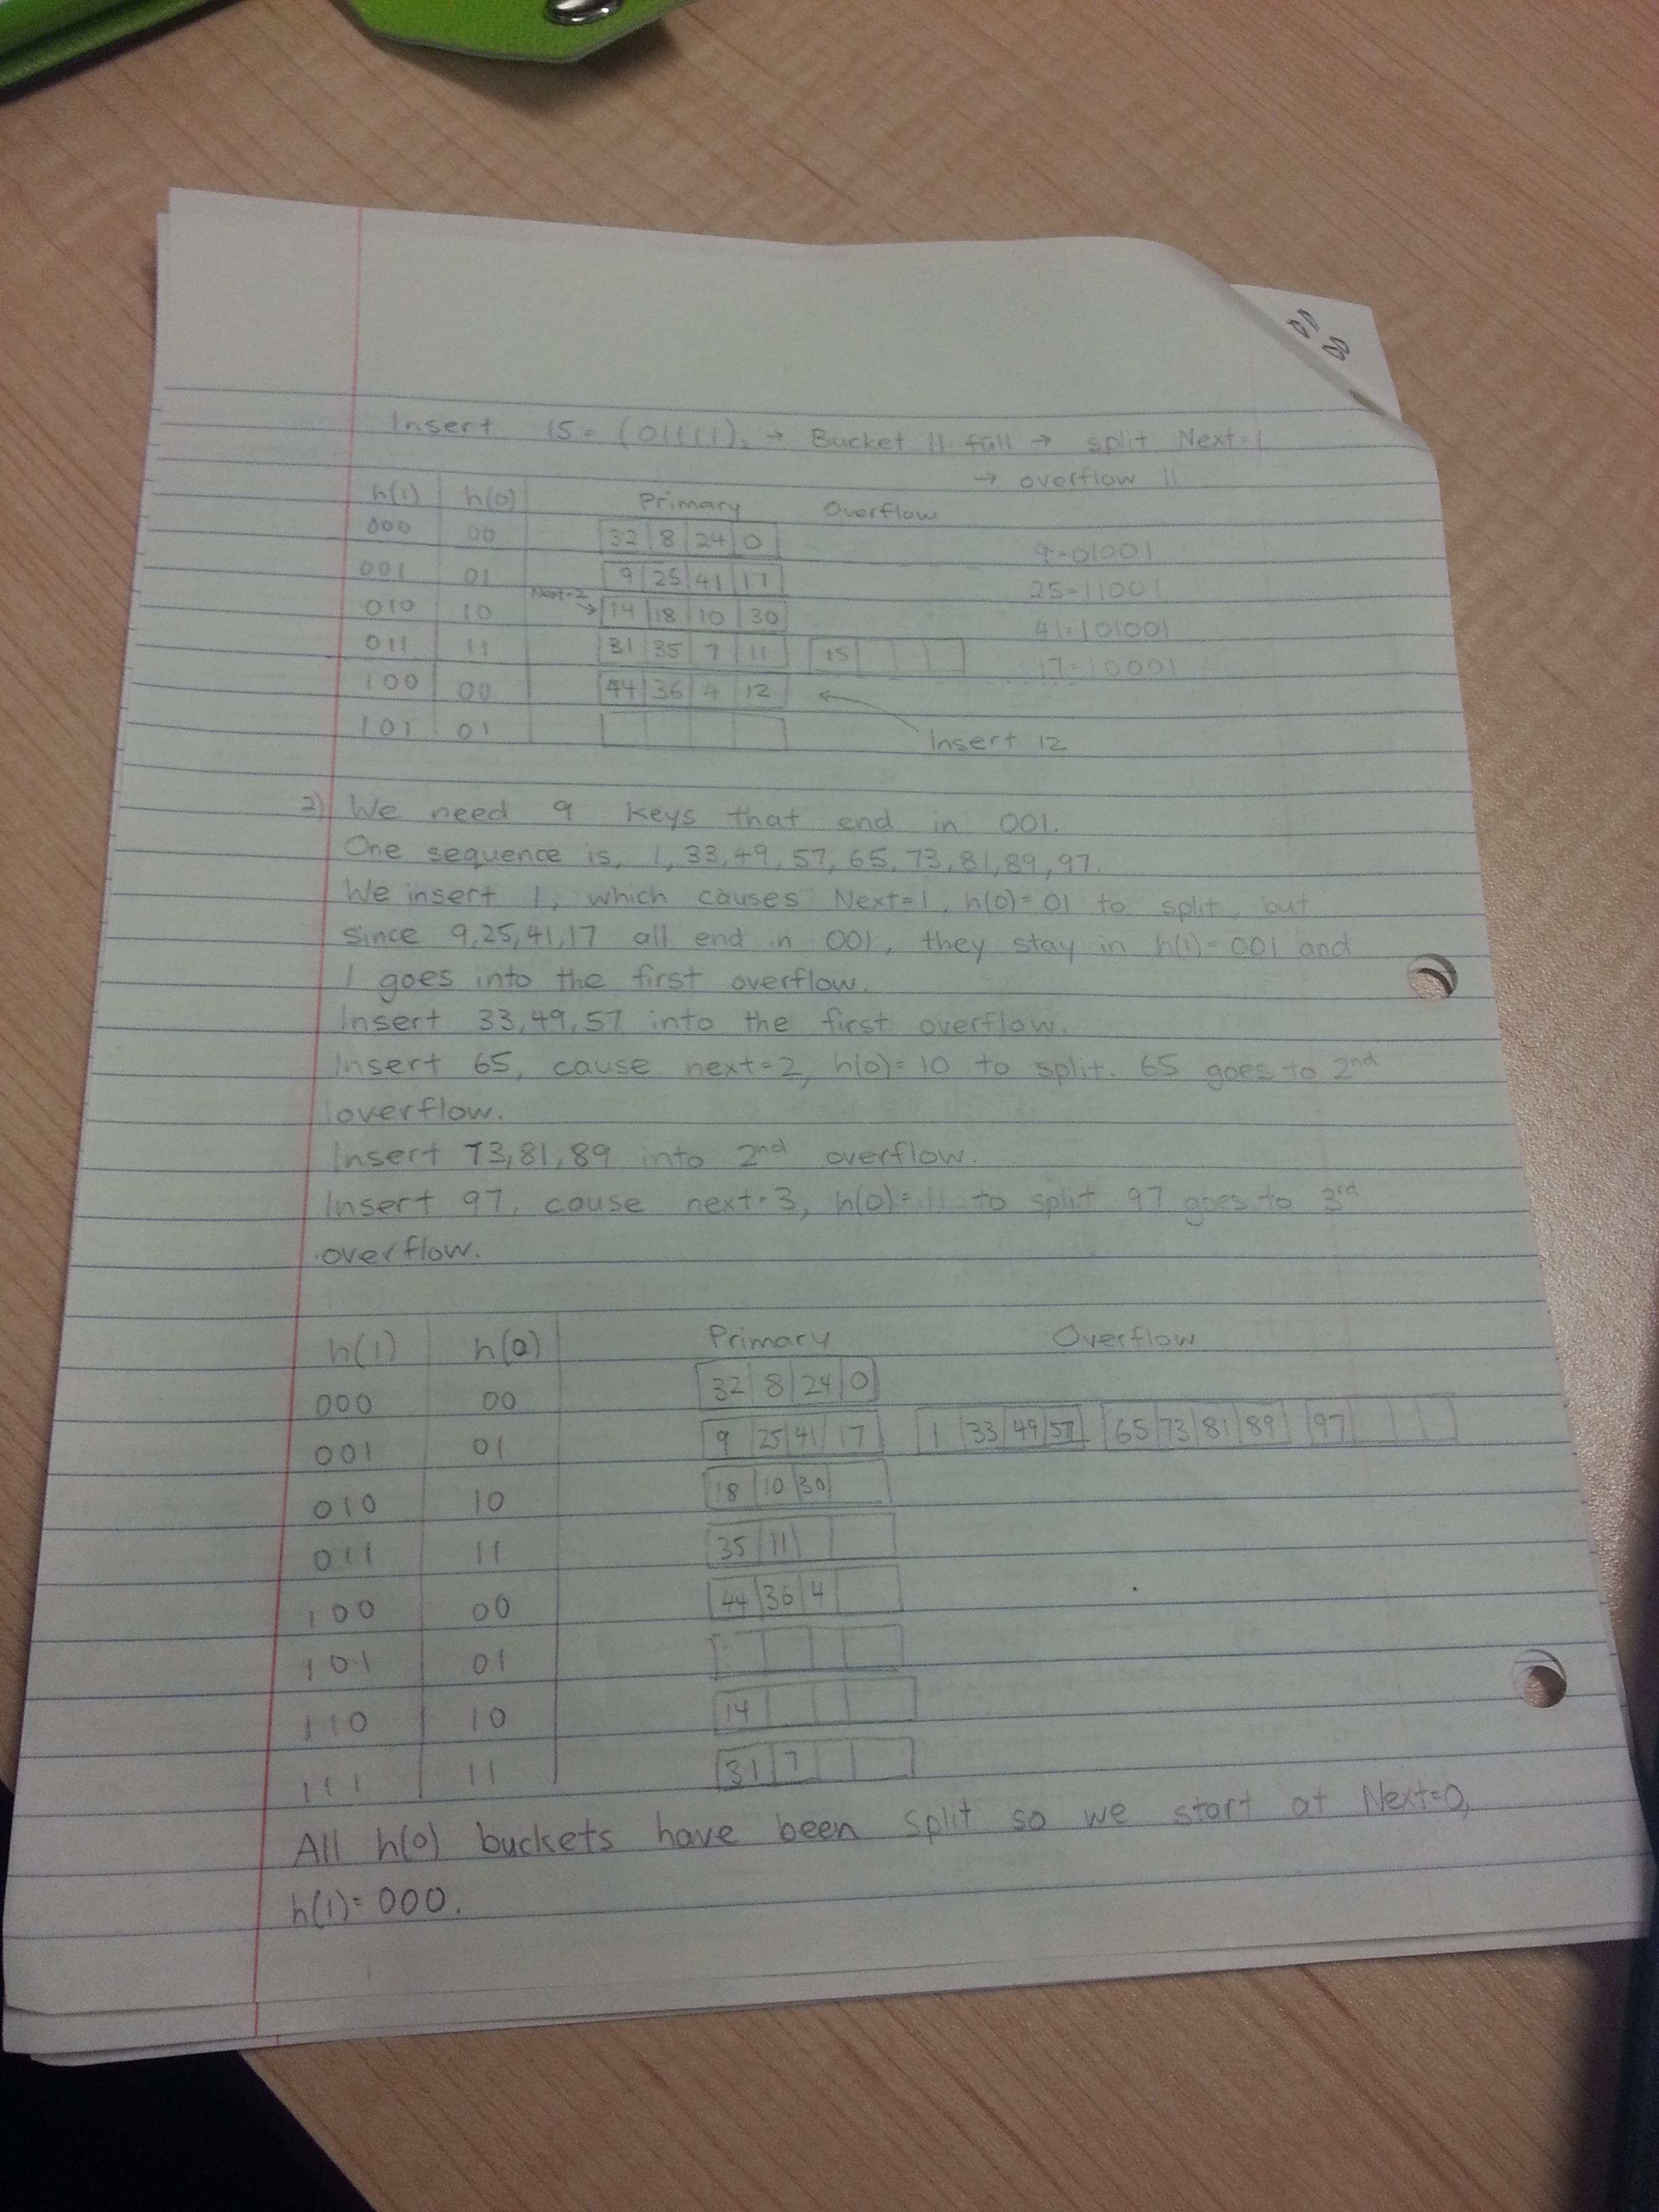 Insert 15 = (01111)₂ → Bucket 11 full → split Next=1
→ overflow 11
h(1) h(0) Primary Overflow
000 00 32 8 24 0 9=01001
001 01 9 25 41 17 25=11001
010 10 Next=2 → 14 18 10 30 41=101001
011 11 31 35 7 11 15 17=10001
100 00 44 36 4 12 ←
101 01 Insert 12
2) We need 9 keys that end in 001.
One sequence is, 1,33,49,57,65,73,81,89,97.
We insert 1, which causes Next=1, h(0)=01 to split, but
since 9,25,41,17 all end in 001, they stay in h(1)=001 and
1 goes into the first overflow.
Insert 33,49,57 into the first overflow.
Insert 65, cause next=2, h(0)=10 to split. 65 goes to 2nd
overflow.
Insert 73,81,89 into 2nd overflow.
Insert 97, cause next=3, h(0)=11 to split 97 goes to 3rd
overflow.
h(1) h(0) Primary Overflow
000 00 32 8 24 0
001 01 9 25 41 17 1 33 49 57 65 73 81 89 97
010 10 18 10 30
011 11 35 11
100 00 44 36 4
101 01
110 10 14
111 11 31 7
All h(0) buckets have been split so we start at Next=0,
h(1)=000.